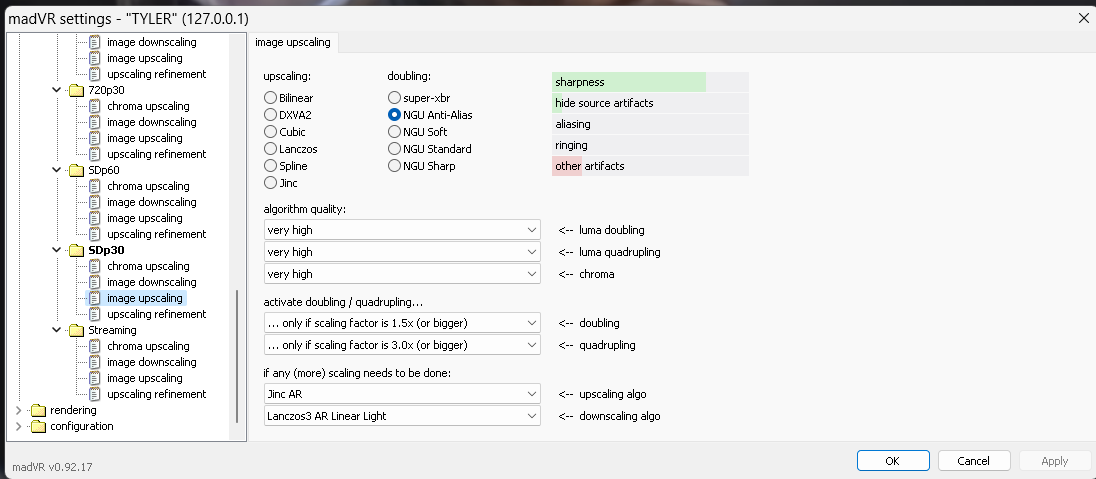 madVR settings - "TYLER" (127.0.0.1)
image downscaling
image upscaling
upscaling refinement
720p30
chroma upscaling
image downscaling
image upscaling
upscaling refinement
SDp60
chroma upscaling
image downscaling
image upscaling
upscaling refinement
SDp30
chroma upscaling
image downscaling
image upscaling
upscaling refinement
Streaming
chroma upscaling
image downscaling
image upscaling
upscaling refinement
rendering
configuration
madVR v0.92.17
image upscaling
upscaling:
Bilinear
DXVA2
Cubic
Lanczos
Spline
Jinc
doubling:
super-xbr
NGU Anti-Alias
NGU Soft
NGU Standard
NGU Sharp
sharpness
hide source artifacts
aliasing
ringing
other artifacts
algorithm quality:
very high <-- luma doubling
very high <-- luma quadrupling
very high <-- chroma
activate doubling / quadrupling...
... only if scaling factor is 1.5x (or bigger) <-- doubling
... only if scaling factor is 3.0x (or bigger) <-- quadrupling
if any (more) scaling needs to be done:
Jinc AR <-- upscaling algo
Lanczos3 AR Linear Light <-- downscaling algo
OK Cancel Apply